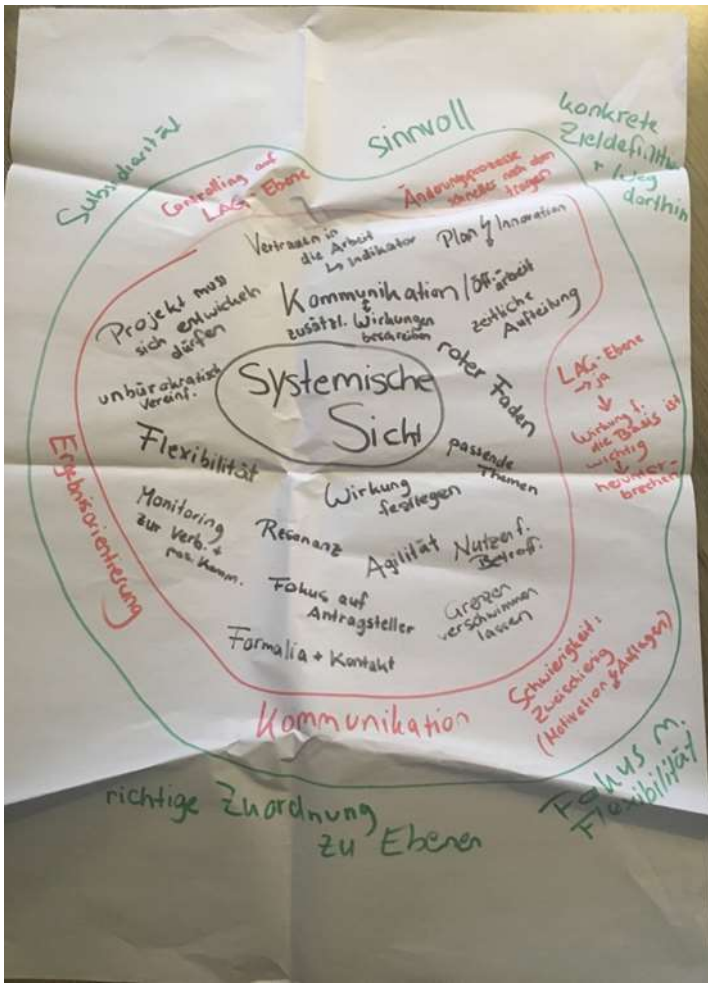 Subsidiarität
sinnvoll
konkrete
Zieldefinition
+ Weg
dorthin
Controlling auf
LAG-Ebene
Änderungsprozesse
schneller nach oben
tragen
Vertrauen in
die Arbeit
↳ Indikator
Plan ↯ Innovation
Projekt muss
sich entwickeln
dürfen
Kommunikation/Öff.-
arbeit
zusätzl. Wirkungen
beschreiben
zeitliche
Aufteilung
unbürokratisch
vereinf.
Systemische
Sicht
roter Faden
LAG-Ebene
→ ja
↓
Wirkung f.
die Basis ist
wichtig
↓
herunter-
brechen
Flexibilität
passende
Themen
Wirkung
festlegen
Monitoring
zur Verb. +
pos. Komm.
Resonanz
Agilität
Nutzen f.
Betroff.
Fokus auf
Antragsteller
Grenzen
verschwimmen
lassen
Formalia + Kontakt
Ergebnisorientierung
Kommunikation
Schwierigkeit:
Zweischneidig
(Motivation ↯ Auflagen)
Fokus m.
Flexibilität
richtige Zuordnung
zu Ebenen